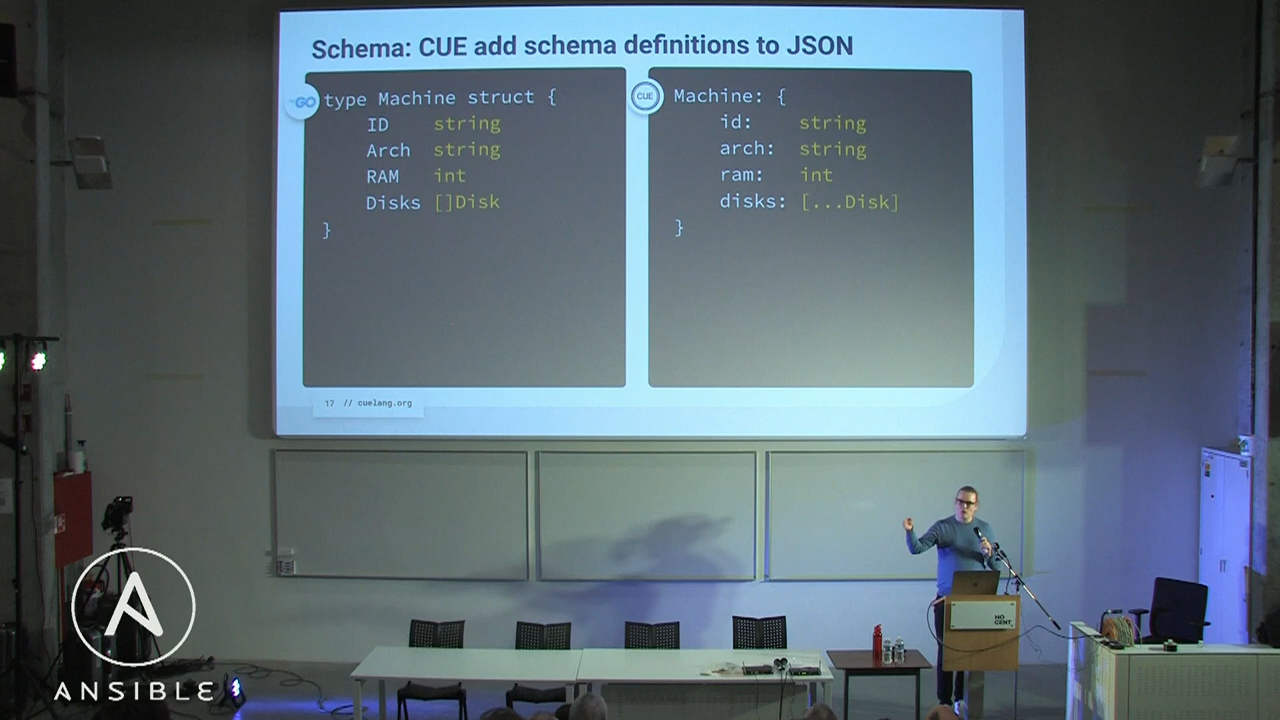 Schema: CUE add schema definitions to JSON
GO
type Machine struct {
ID string
Arch string
RAM int
Disks []Disk
}
CUE
Machine: {
id: string
arch: string
ram: int
disks: [...Disk]
}
17 // cuelang.org
HO
GENT
ANSIBLE